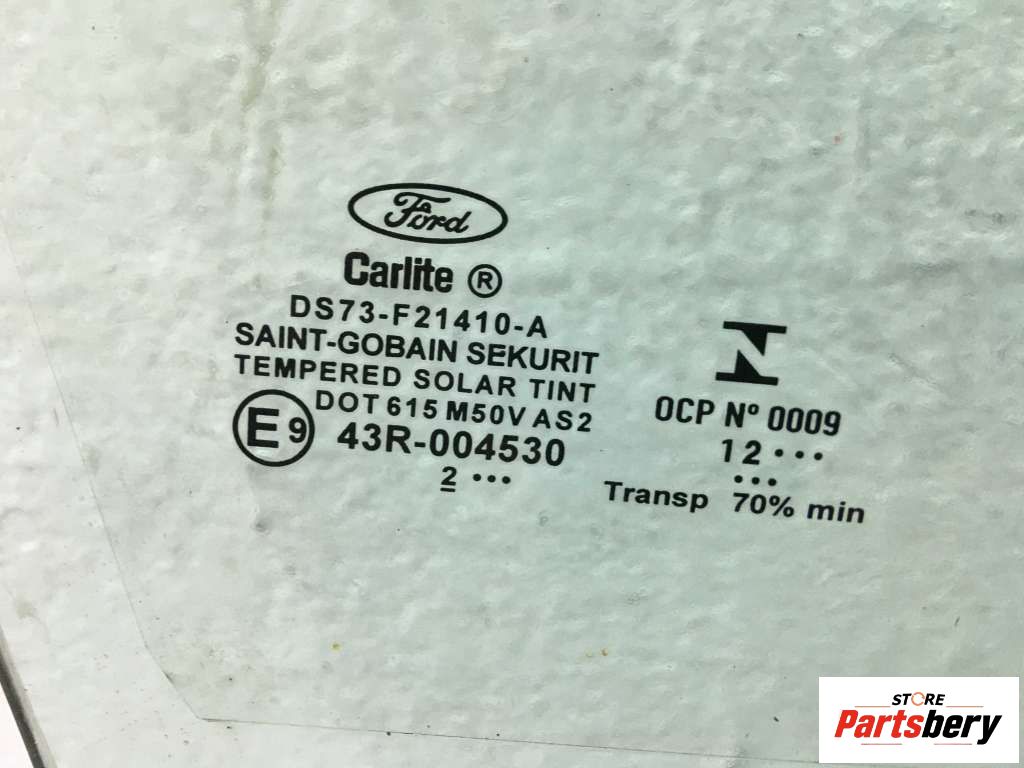 Ford
Carlite ®
DS73-F21410-A
SAINT-GOBAIN SEKURIT
TEMPERED SOLAR TINT
DOT 615 M50V AS2
E9 43R-004530
2 •••
OCP Nº 0009
12 •••
•••
Transp 70% min
STORE
Partsbery